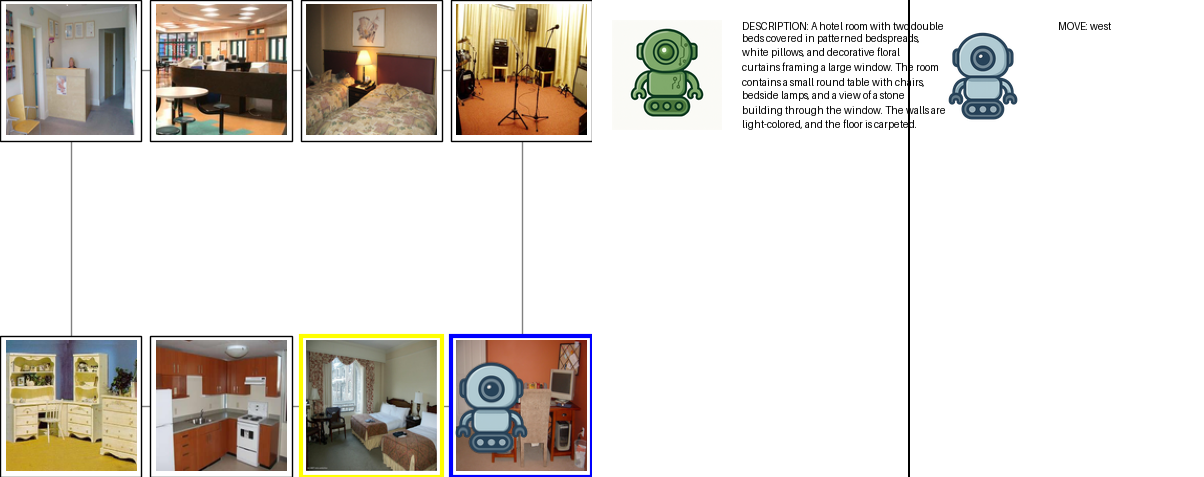 DESCRIPTION: A hotel room with two double
beds covered in patterned bedspreads,
white pillows, and decorative floral
curtains framing a large window. The room
contains a small round table with chairs,
bedside lamps, and a view of a stone
building through the window. The walls are
light-colored, and the floor is carpeted.
MOVE: west